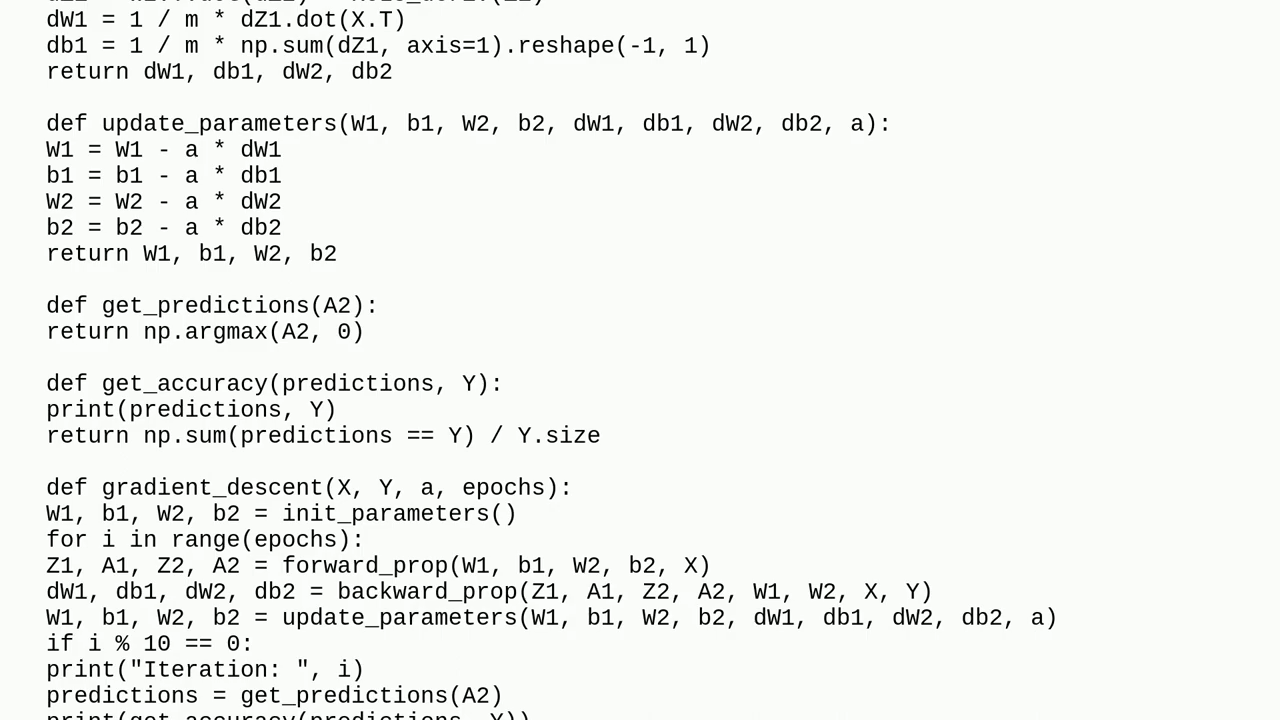 dW1 = 1 / m * dZ1.dot(X.T)
db1 = 1 / m * np.sum(dZ1, axis=1).reshape(-1, 1)
return dW1, db1, dW2, db2

def update_parameters(W1, b1, W2, b2, dW1, db1, dW2, db2, a):
W1 = W1 - a * dW1
b1 = b1 - a * db1
W2 = W2 - a * dW2
b2 = b2 - a * db2
return W1, b1, W2, b2

def get_predictions(A2):
return np.argmax(A2, 0)

def get_accuracy(predictions, Y):
print(predictions, Y)
return np.sum(predictions == Y) / Y.size

def gradient_descent(X, Y, a, epochs):
W1, b1, W2, b2 = init_parameters()
for i in range(epochs):
Z1, A1, Z2, A2 = forward_prop(W1, b1, W2, b2, X)
dW1, db1, dW2, db2 = backward_prop(Z1, A1, Z2, A2, W1, W2, X, Y)
W1, b1, W2, b2 = update_parameters(W1, b1, W2, b2, dW1, db1, dW2, db2, a)
if i % 10 == 0:
print("Iteration: ", i)
predictions = get_predictions(A2)
print(get_accuracy(predictions, Y))